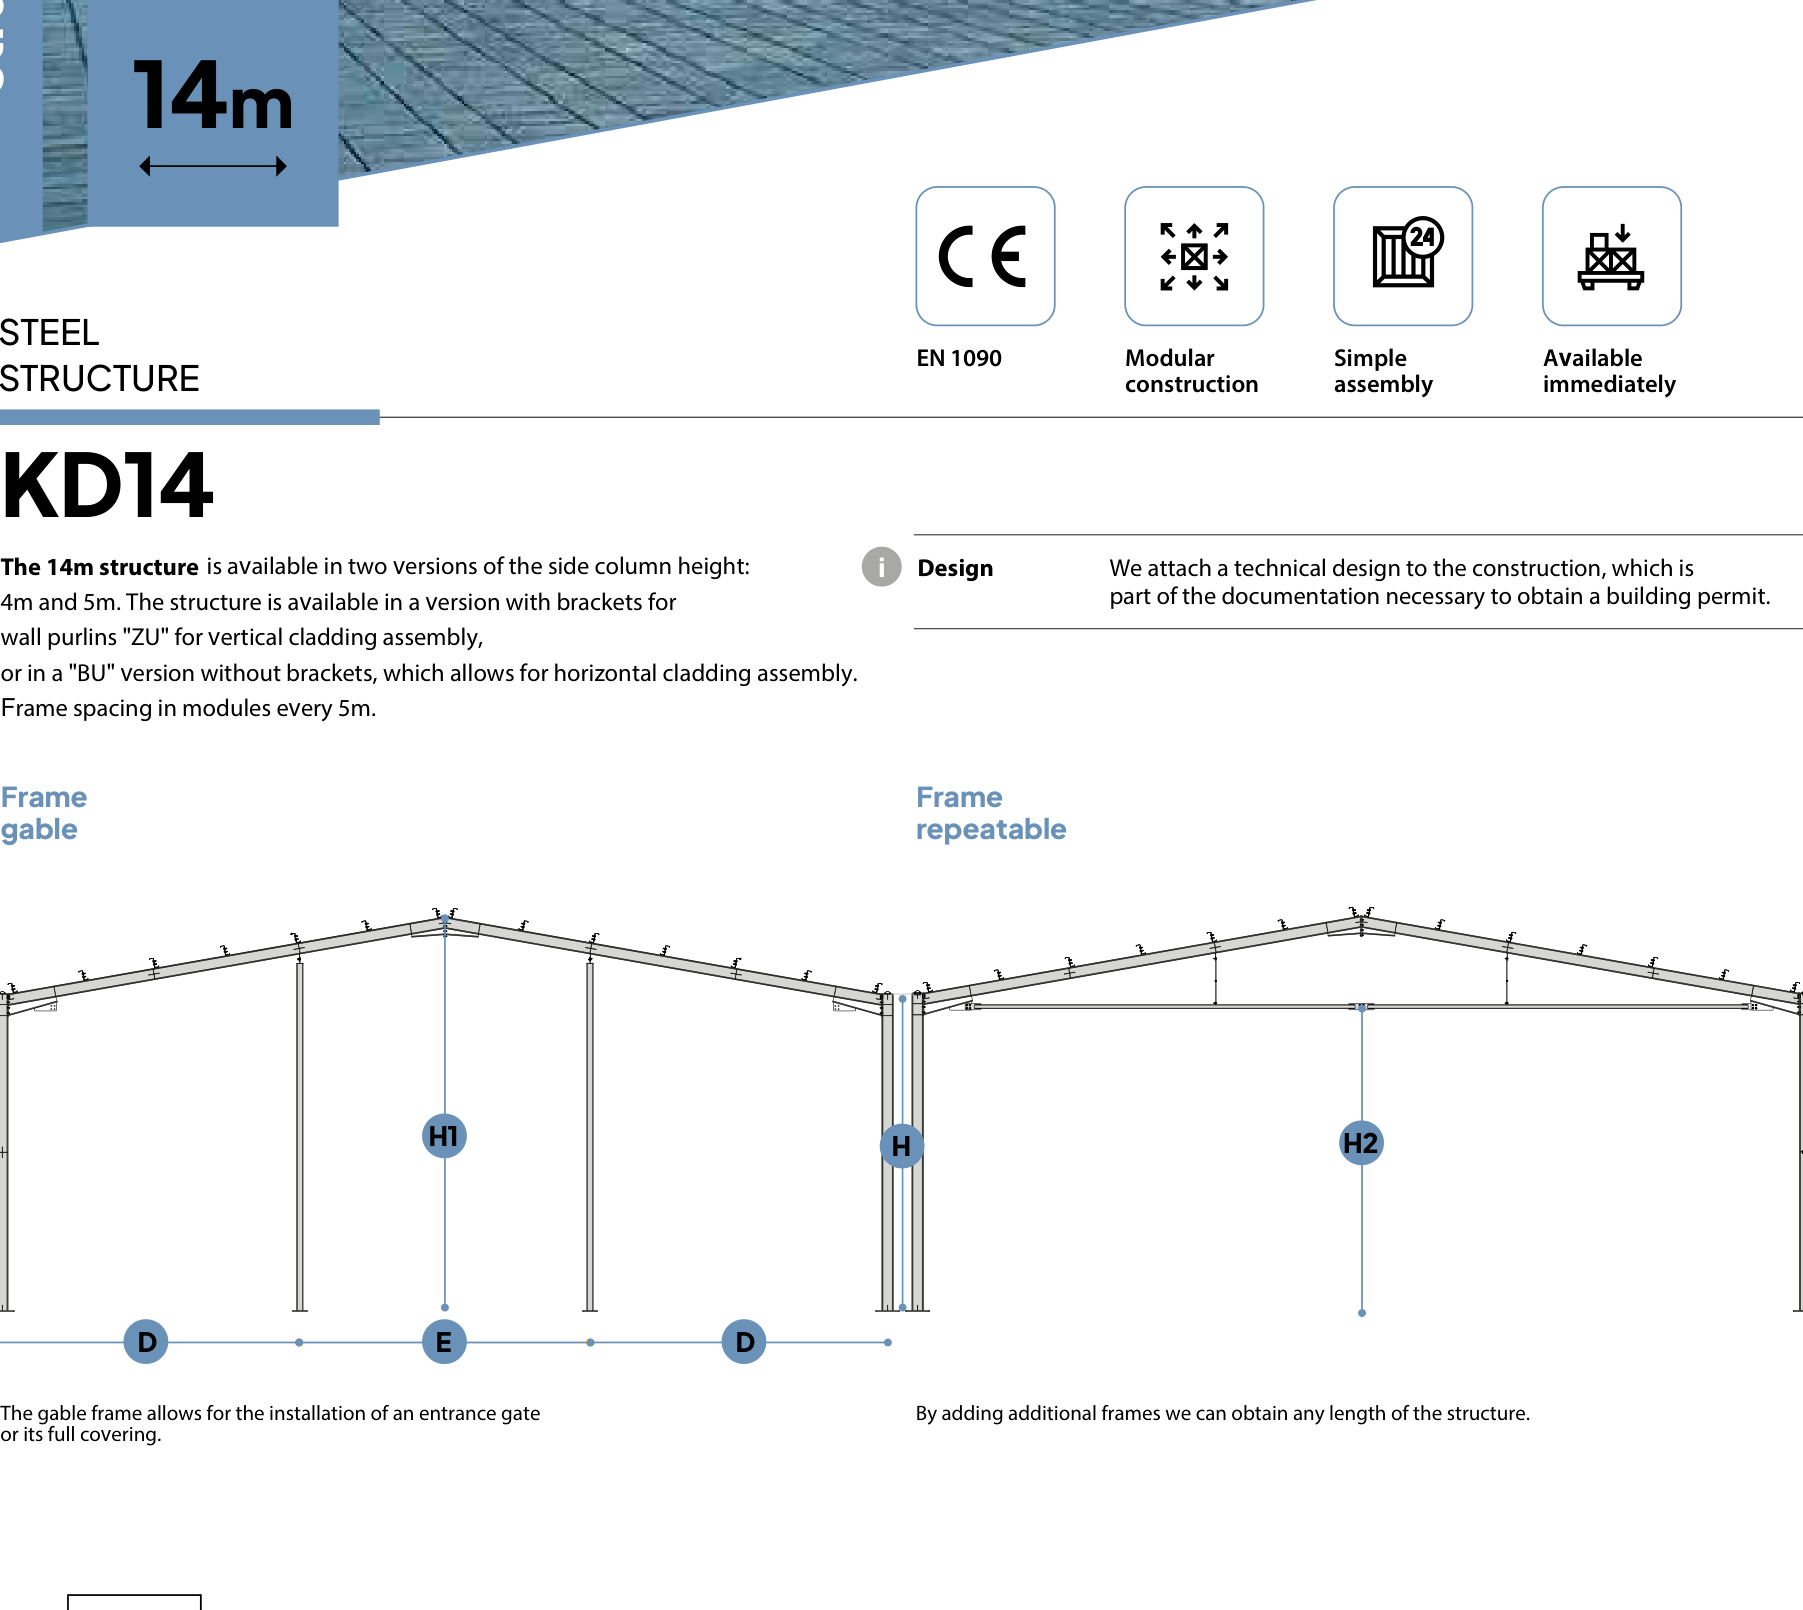 14m
24
EN 1090
Modular
construction
Simple
assembly
Available
immediately
STEEL
STRUCTURE
KD14
The 14m structure is available in two versions of the side column height:
4m and 5m. The structure is available in a version with brackets for
wall purlins "ZU" for vertical cladding assembly,
or in a "BU" version without brackets, which allows for horizontal cladding assembly.
Frame spacing in modules every 5m.
i
Design
We attach a technical design to the construction, which is
part of the documentation necessary to obtain a building permit.
Frame
gable
Frame
repeatable
H1
H
H2
D
E
D
The gable frame allows for the installation of an entrance gate
or its full covering.
By adding additional frames we can obtain any length of the structure.